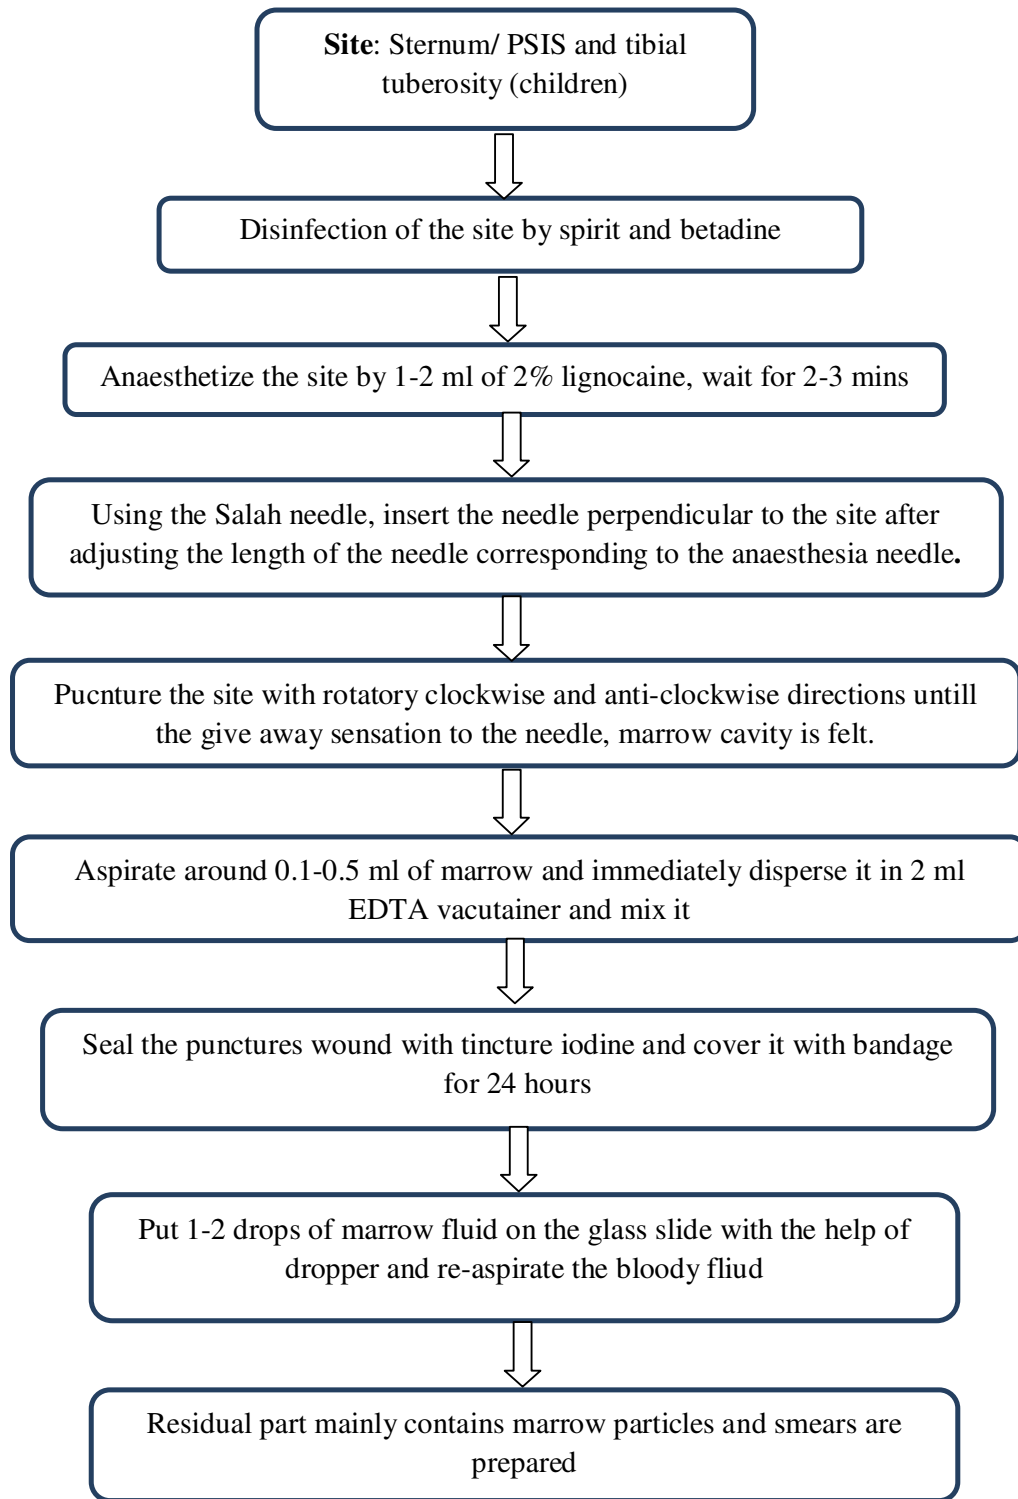 Site: Sternum/ PSIS and tibial
tuberosity (children)
Disinfection of the site by spirit and betadine
Anaesthetize the site by 1-2 ml of 2% lignocaine, wait for 2-3 mins
Using the Salah needle, insert the needle perpendicular to the site after
adjusting the length of the needle corresponding to the anaesthesia needle.
Pucnture the site with rotatory clockwise and anti-clockwise directions untill
the give away sensation to the needle, marrow cavity is felt.
Aspirate around 0.1-0.5 ml of marrow and immediately disperse it in 2 ml
EDTA vacutainer and mix it
Seal the punctures wound with tincture iodine and cover it with bandage
for 24 hours
Put 1-2 drops of marrow fluid on the glass slide with the help of
dropper and re-aspirate the bloody fliud
Residual part mainly contains marrow particles and smears are
prepared